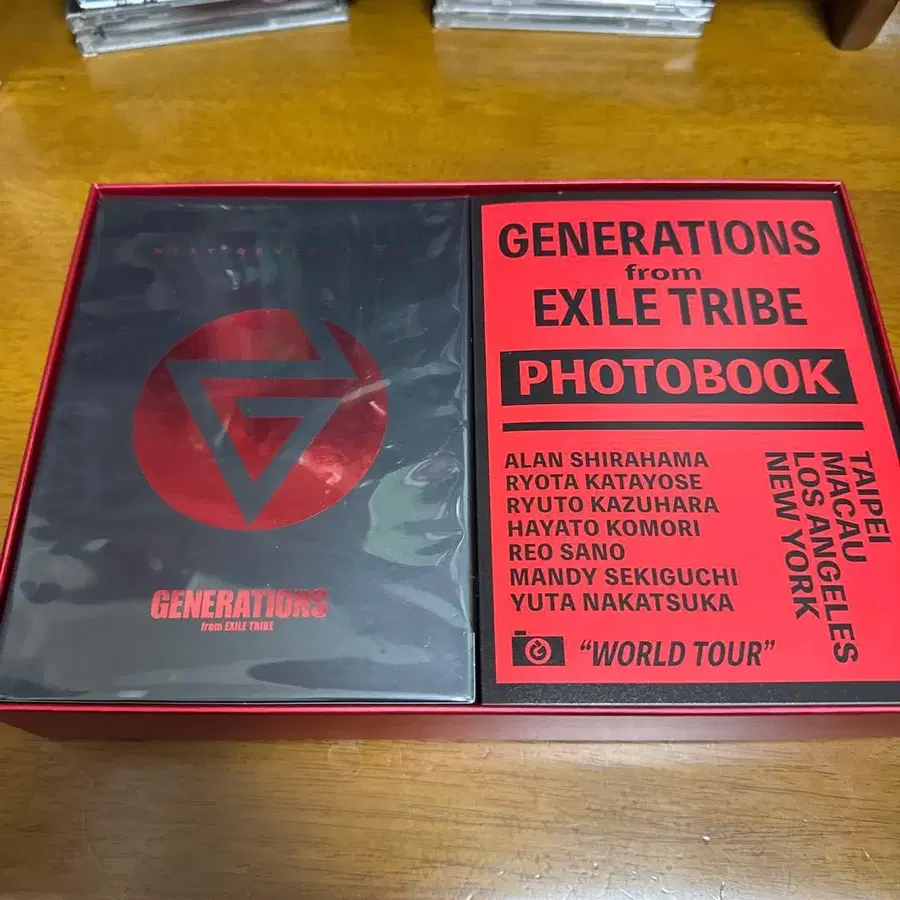 GENERATIONS
from EXILE TRIBE
GENERATIONS
from
EXILE TRIBE
PHOTOBOOK
ALAN SHIRAHAMA
RYOTA KATAYOSE
RYUTO KAZUHARA
HAYATO KOMORI
REO SANO
MANDY SEKIGUCHI
YUTA NAKATSUKA
TAIPEI
MACAU
LOS ANGELES
NEW YORK
"WORLD TOUR"